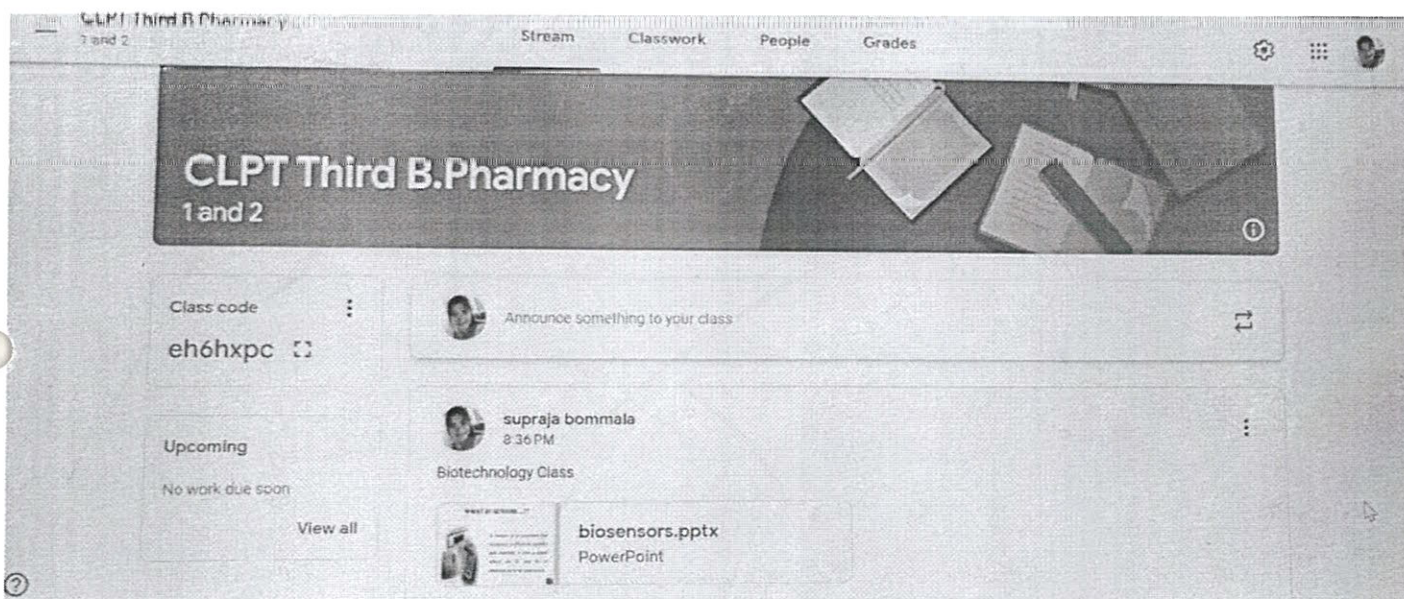 CLPT Third B.Pharmacy
1 and 2
Stream
Classwork
People
Grades
CLPT Third B.Pharmacy
1 and 2
Class code
eh6hxpc
Announce something to your class
Upcoming
No work due soon
View all
supraja bommala
8:36 PM
Biotechnology Class
biosensors.pptx
PowerPoint